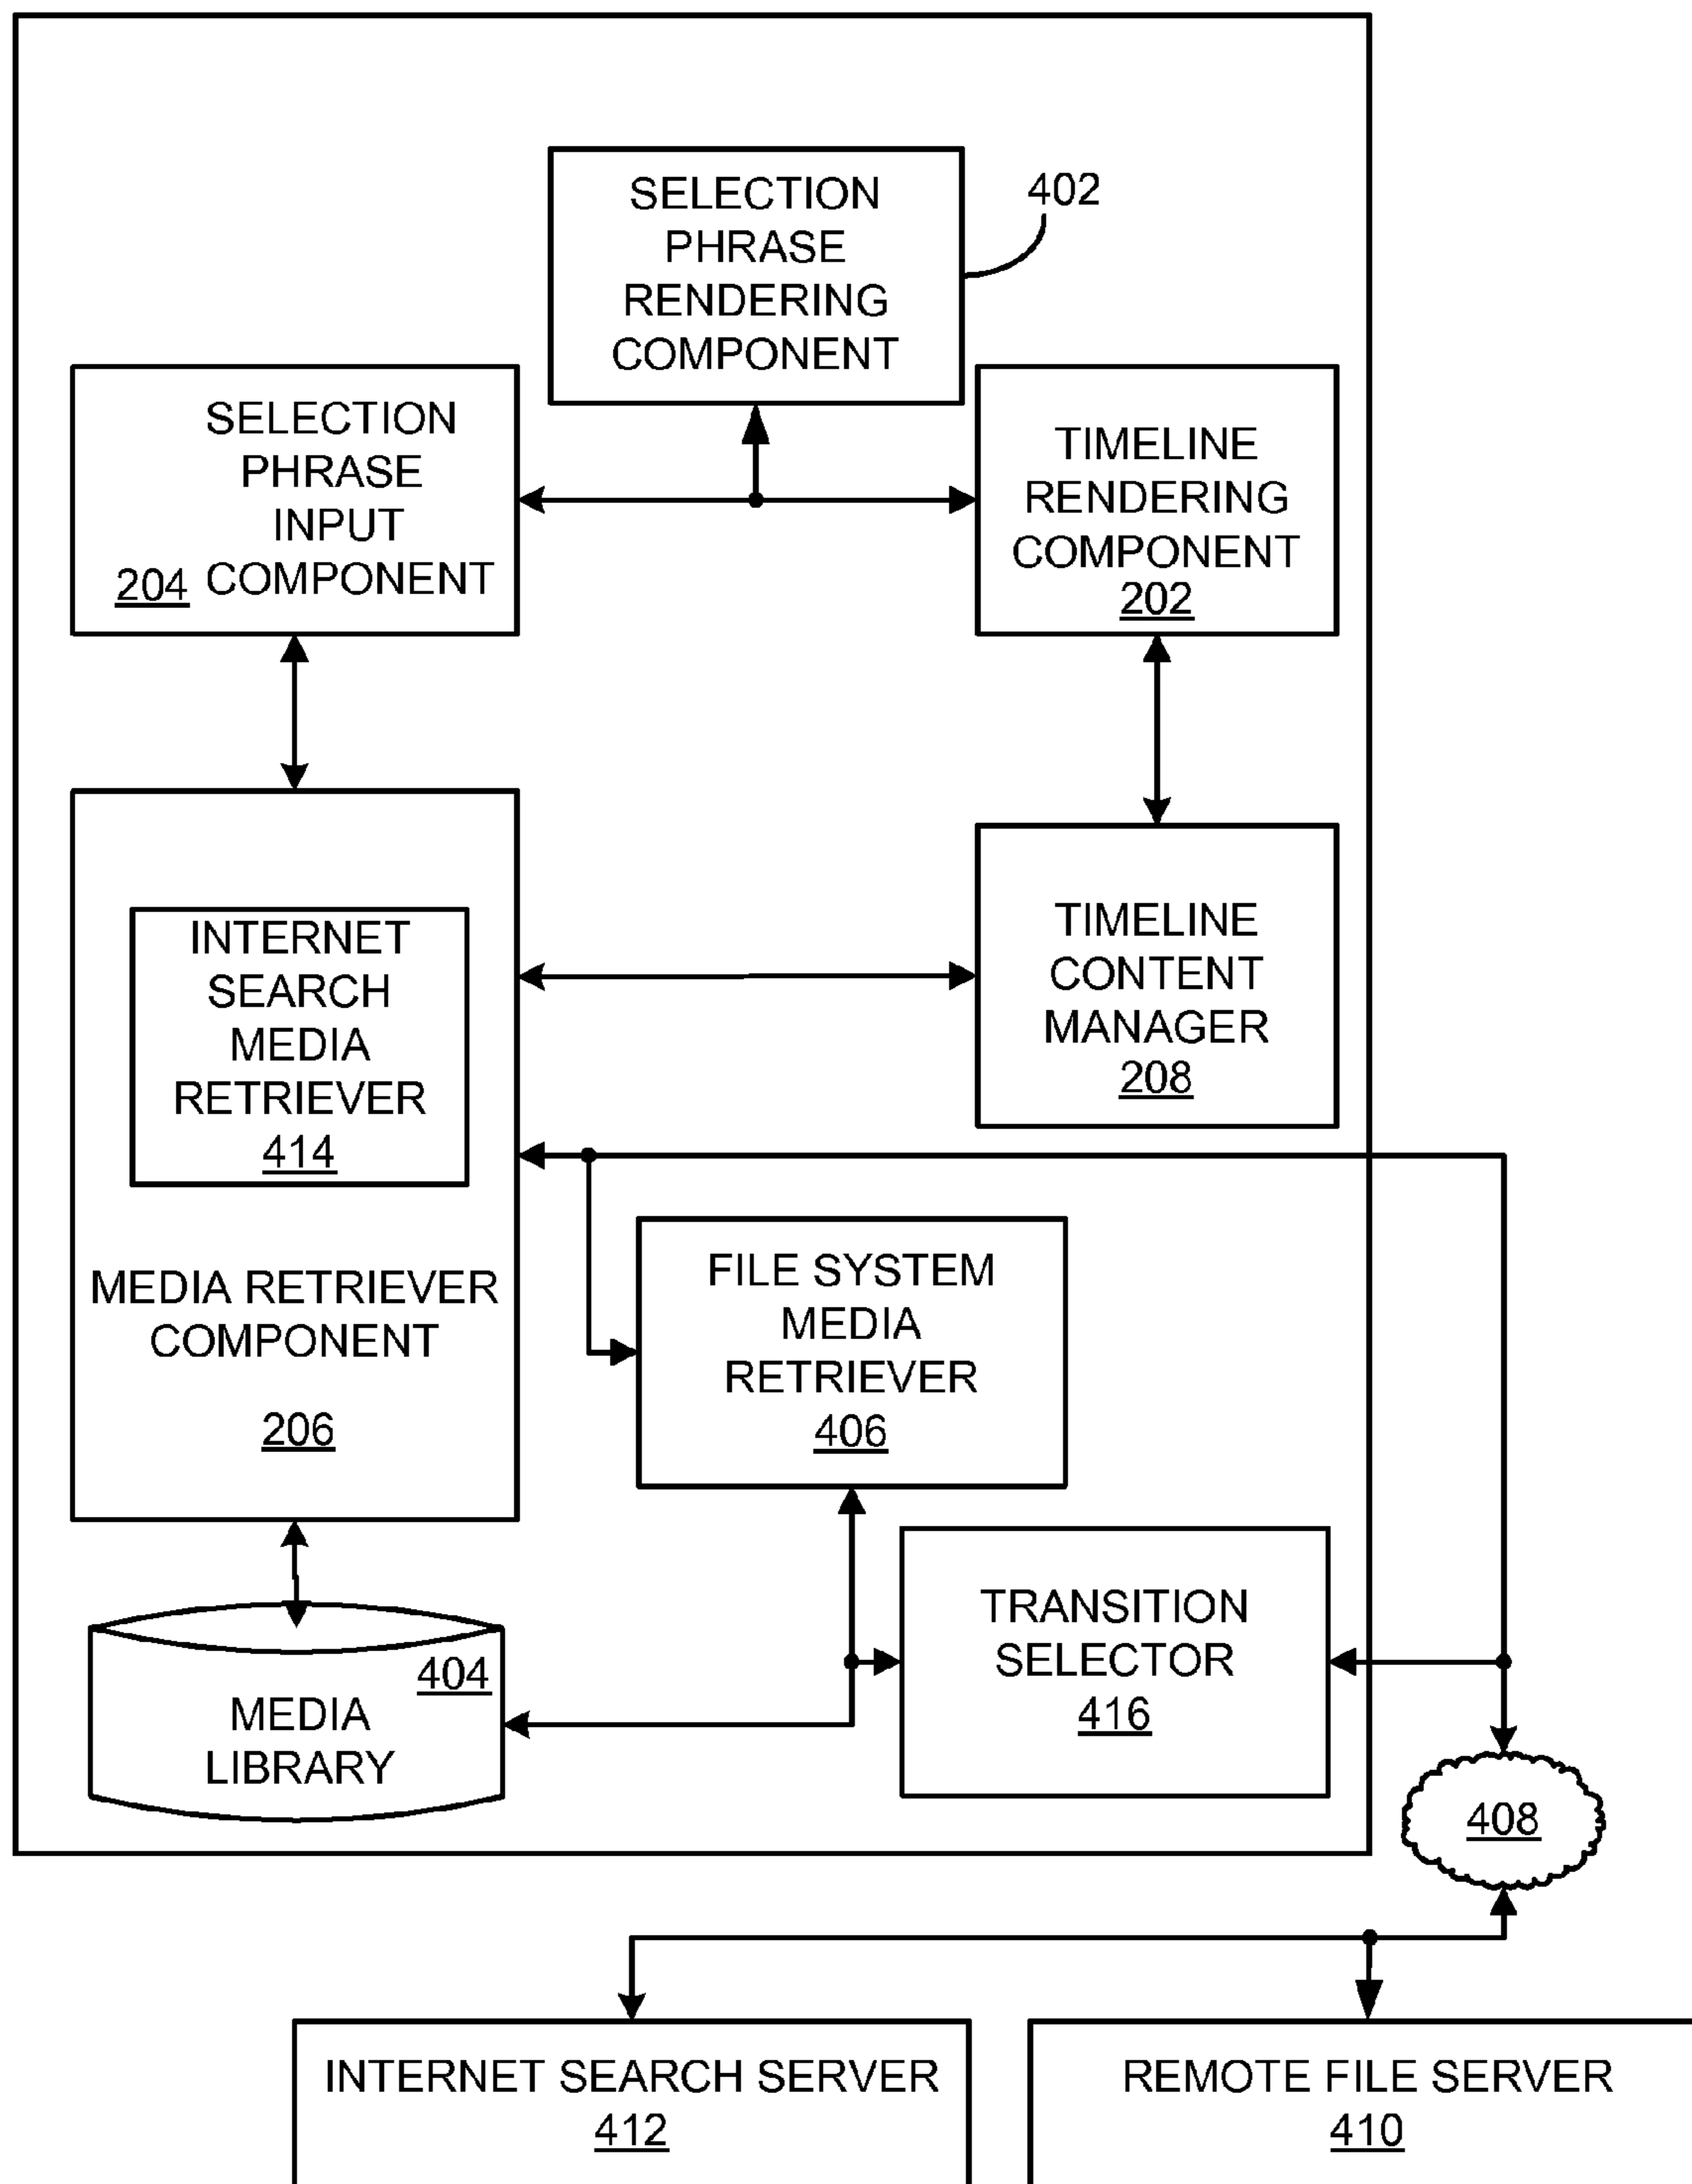 SELECTION
PHRASE
RENDERING
COMPONENT
402
SELECTION
PHRASE
INPUT
COMPONENT
204
TIMELINE
RENDERING
COMPONENT
202
INTERNET
SEARCH
MEDIA
RETRIEVER
414
MEDIA RETRIEVER
COMPONENT
206
TIMELINE
CONTENT
MANAGER
208
FILE SYSTEM
MEDIA
RETRIEVER
406
404
MEDIA
LIBRARY
TRANSITION
SELECTOR
416
408
INTERNET SEARCH SERVER
412
REMOTE FILE SERVER
410